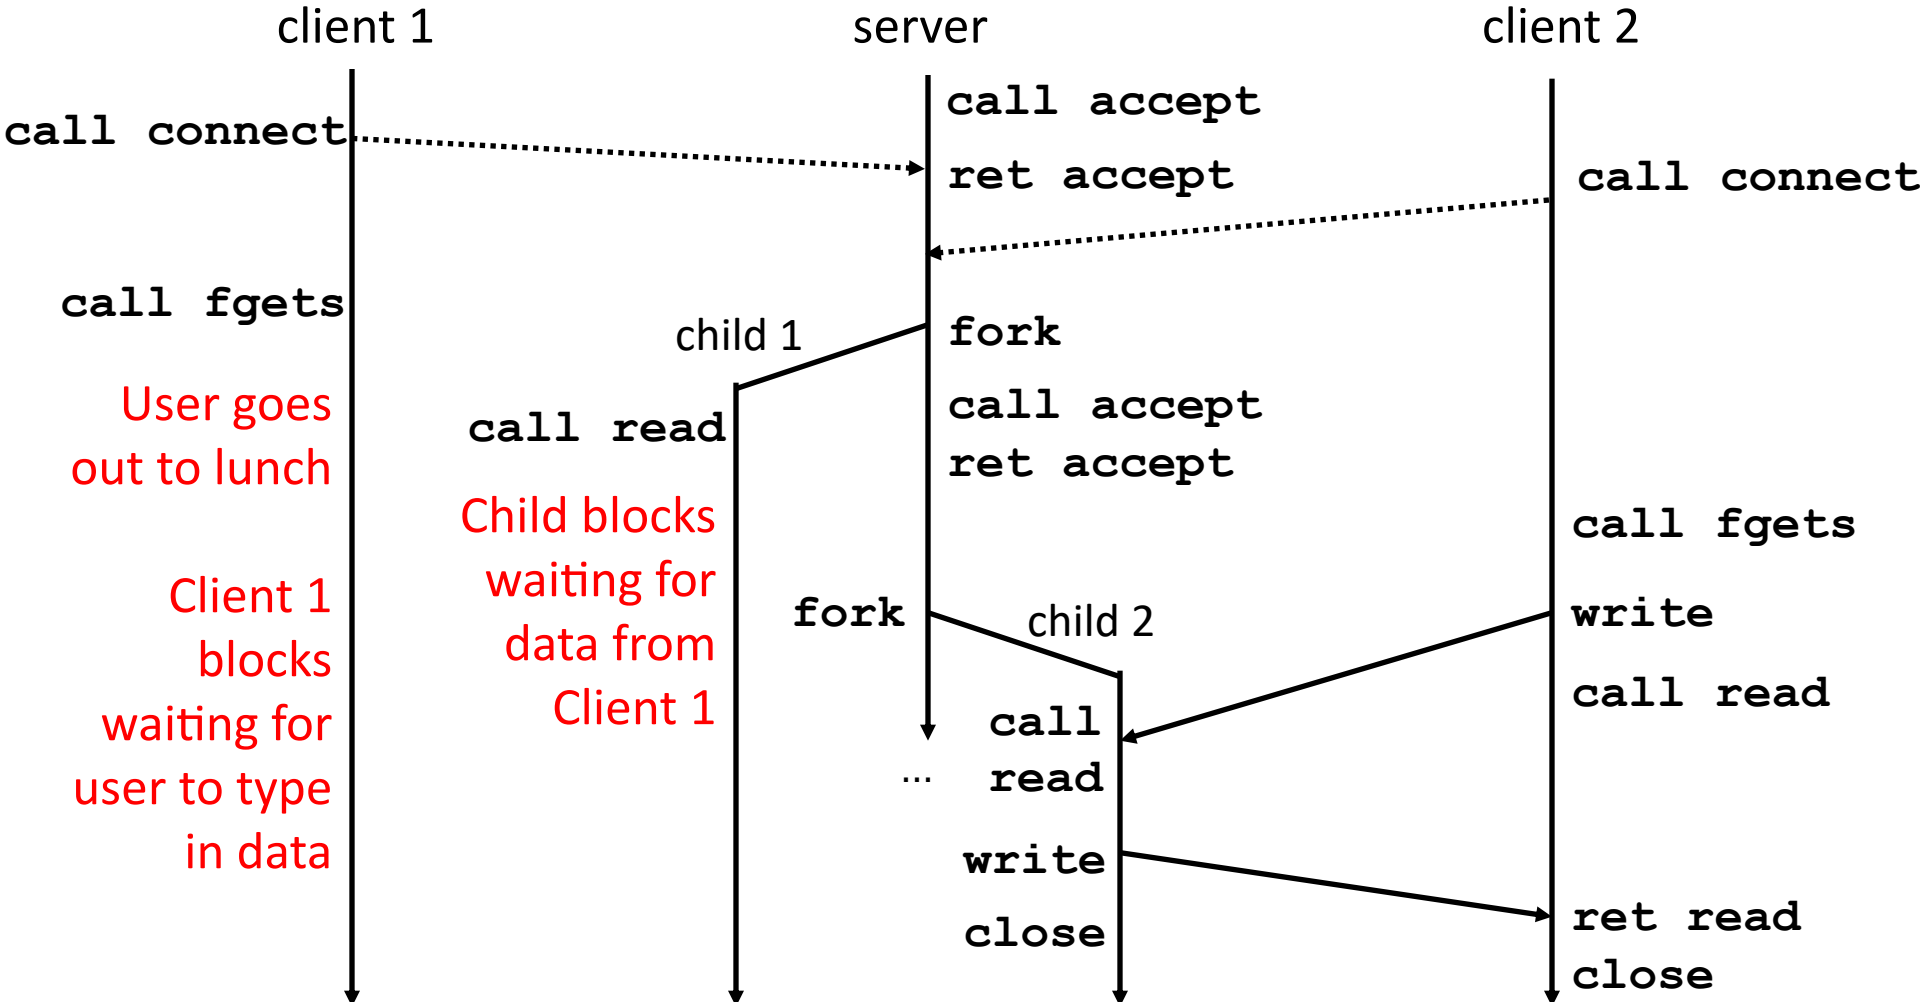 client 1
server
client 2
call connect
call accept
ret accept
call connect
call fgets
User goes
out to lunch
Client 1
blocks
waiting for
user to type
in data
child 1
call read
Child blocks
waiting for
data from
Client 1
fork
call accept
ret accept
fork
child 2
...
call
read
write
close
call fgets
write
call read
ret read
close